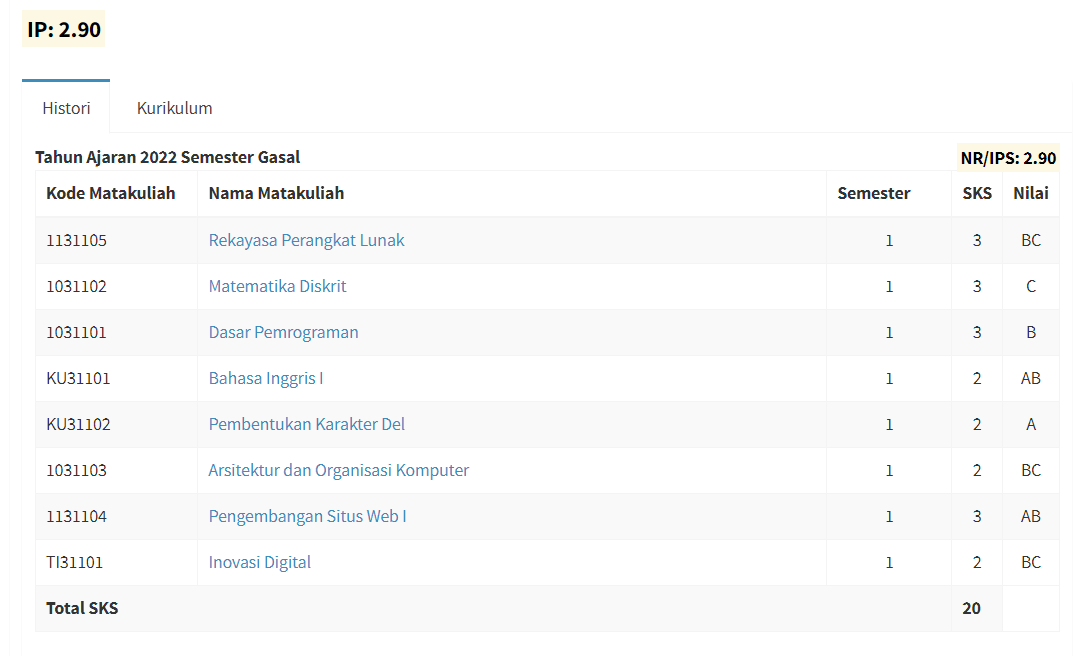 IP: 2.90
Histori Kurikulum
Tahun Ajaran 2022 Semester Gasal NR/IPS: 2.90
Kode Matakuliah Nama Matakuliah Semester SKS Nilai
1131105 Rekayasa Perangkat Lunak 1 3 BC
1031102 Matematika Diskrit 1 3 C
1031101 Dasar Pemrograman 1 3 B
KU31101 Bahasa Inggris I 1 2 AB
KU31102 Pembentukan Karakter Del 1 2 A
1031103 Arsitektur dan Organisasi Komputer 1 2 BC
1131104 Pengembangan Situs Web I 1 3 AB
TI31101 Inovasi Digital 1 2 BC
Total SKS 20